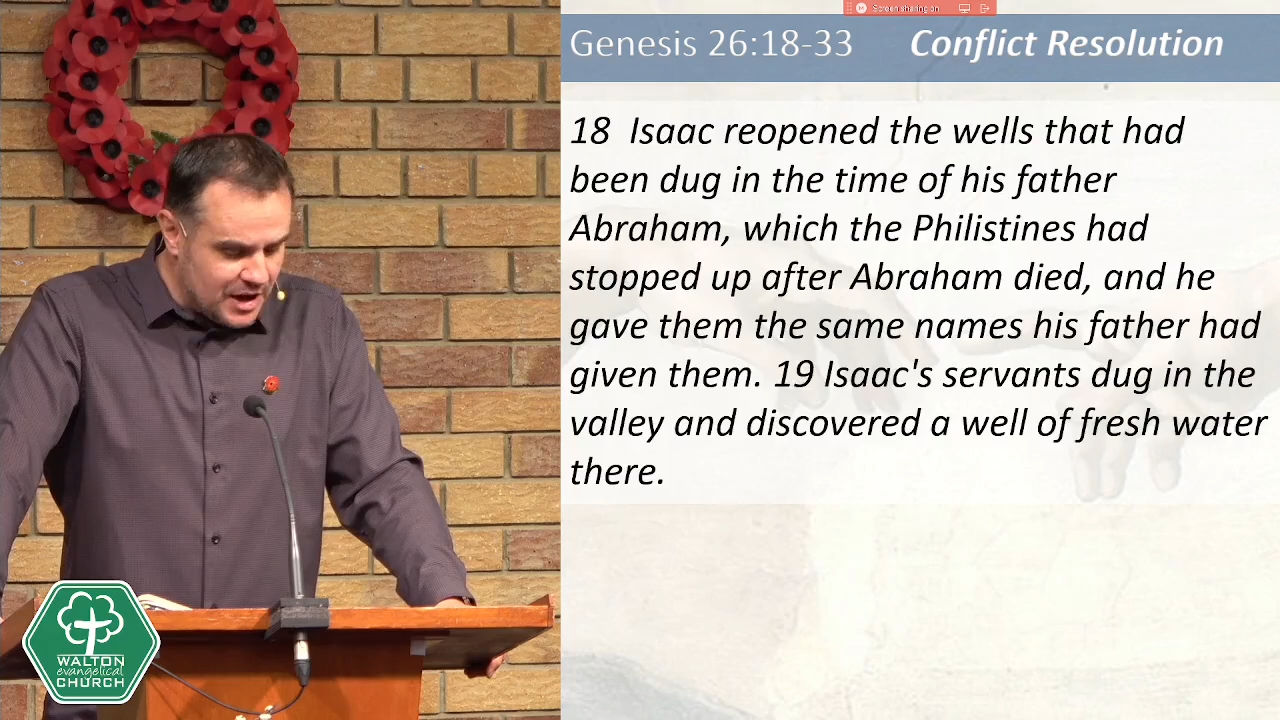 Screen sharing on
Genesis 26:18-33 Conflict Resolution
18 Isaac reopened the wells that had
been dug in the time of his father
Abraham, which the Philistines had
stopped up after Abraham died, and he
gave them the same names his father had
given them. 19 Isaac's servants dug in the
valley and discovered a well of fresh water
there.
WALTON
evangelical
CHURCH